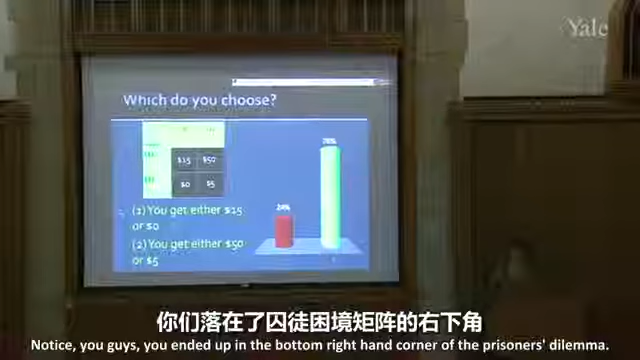 Yale
Which do you choose?
$15 $50
$0 $5
24%
76%
(1) You get either $15
or $0
(2) You get either $50
or $5
你们落在了囚徒困境矩阵的右下角
Notice, you guys, you ended up in the bottom right hand corner of the prisoners' dilemma.